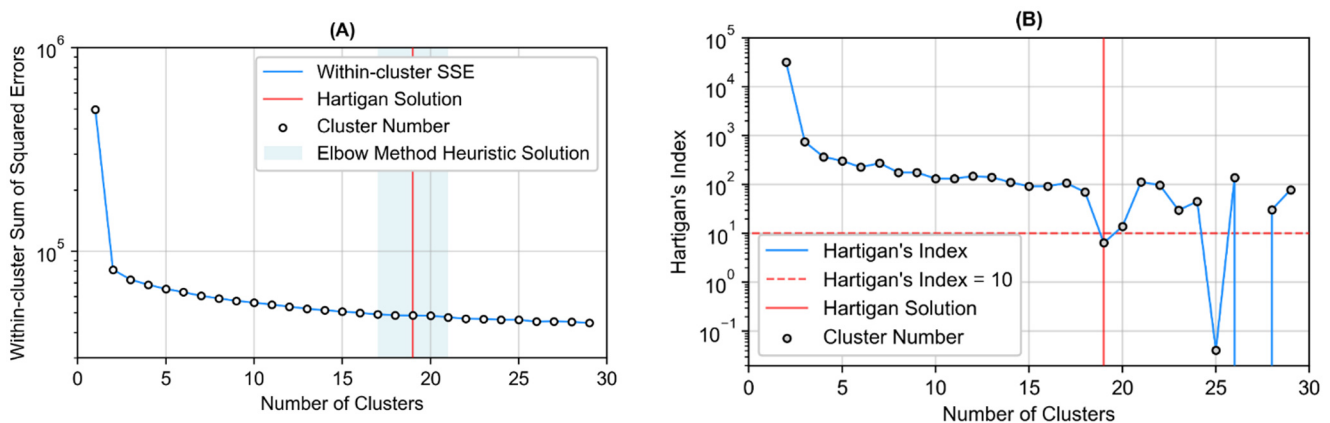 (A)
10^6
10^5
Within-cluster Sum of Squared Errors
Within-cluster SSE
Hartigan Solution
Cluster Number
Elbow Method Heuristic Solution
0 5 10 15 20 25 30
Number of Clusters
(B)
10^5
10^4
10^3
10^2
10^1
10^0
10^−1
Hartigan's Index
Hartigan's Index
Hartigan's Index = 10
Hartigan Solution
Cluster Number
0 5 10 15 20 25 30
Number of Clusters